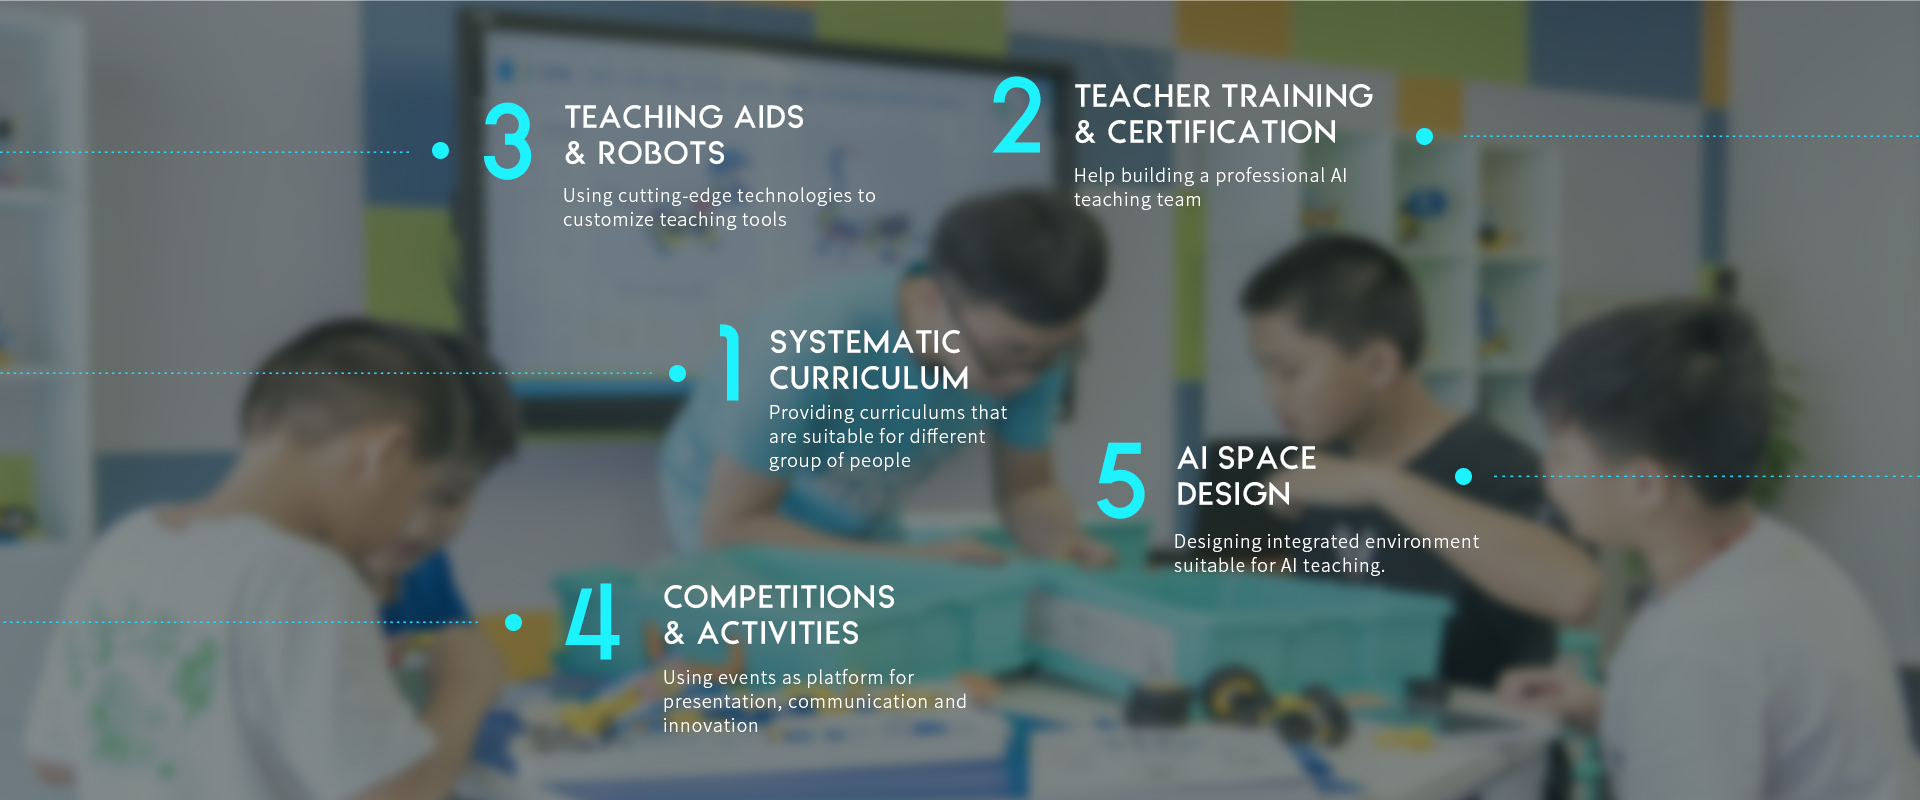 3
TEACHING AIDS
& ROBOTS
Using cutting-edge technologies to
customize teaching tools
2
TEACHER TRAINING
& CERTIFICATION
Help building a professional AI
teaching team
1
SYSTEMATIC
CURRICULUM
Providing curriculums that
are suitable for different
group of people
5
AI SPACE
DESIGN
Designing integrated environment
suitable for AI teaching.
4
COMPETITIONS
& ACTIVITIES
Using events as platform for
presentation, communication and
innovation